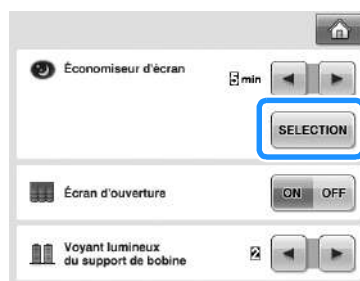 Économiseur d'écran
5 min
SELECTION
Écran d'ouverture
ON OFF
Voyant lumineux
du support de bobine
2